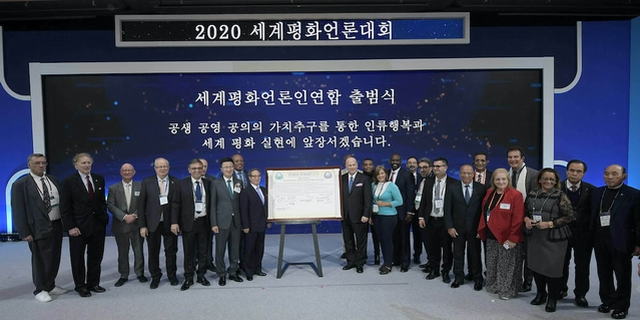 2020 세계평화언론대회
세계평화언론인연합 출범식
공생 공영 공의의 가치추구를 통한 인류행복과
세계 평화 실현에 앞장서겠습니다.